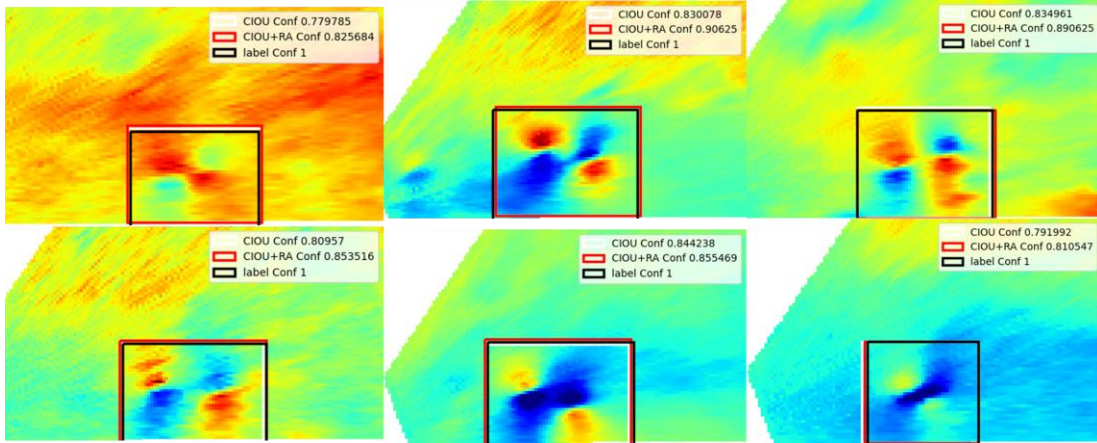 CIOU Conf 0.779785
CIOU+RA Conf 0.825684
label Conf 1
CIOU Conf 0.830078
CIOU+RA Conf 0.90625
label Conf 1
CIOU Conf 0.834961
CIOU+RA Conf 0.890625
label Conf 1
CIOU Conf 0.80957
CIOU+RA Conf 0.853516
label Conf 1
CIOU Conf 0.844238
CIOU+RA Conf 0.855469
label Conf 1
CIOU Conf 0.791992
CIOU+RA Conf 0.810547
label Conf 1